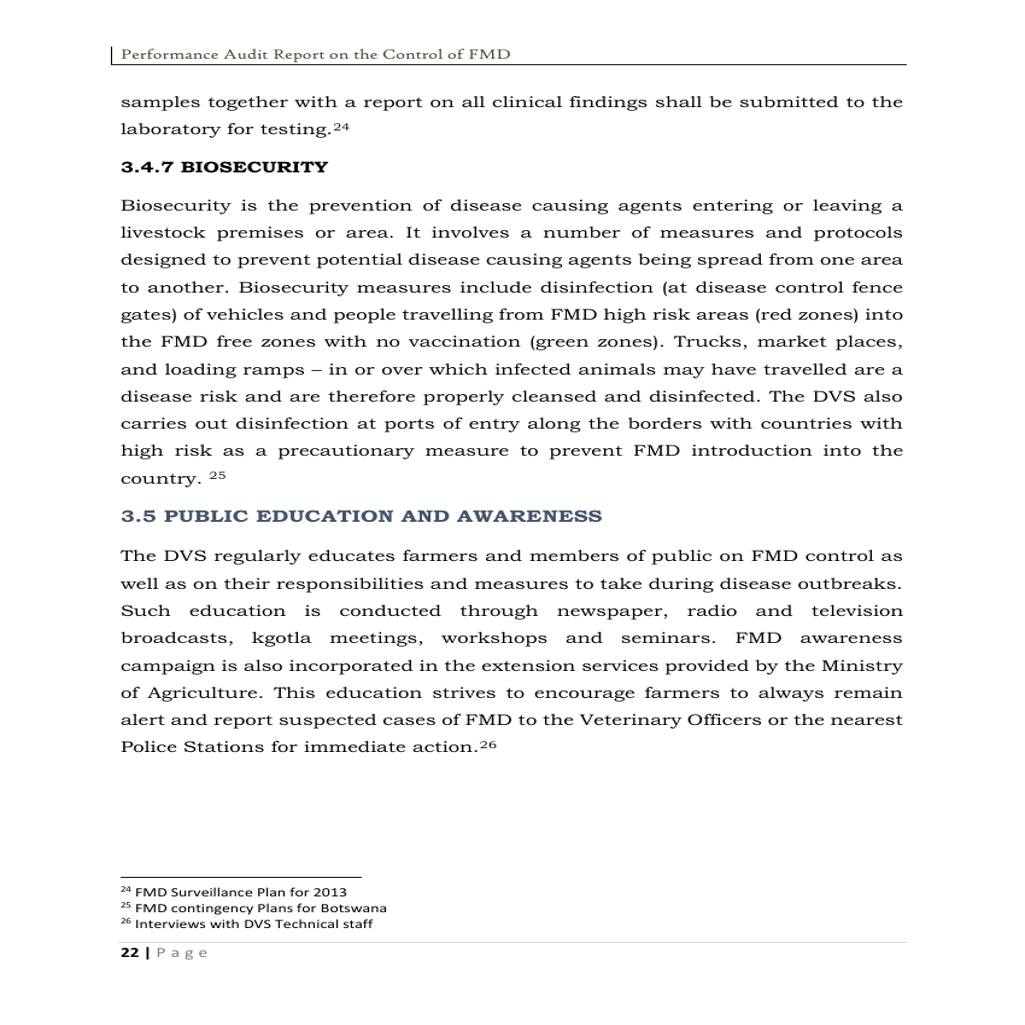 Performance Audit Report on the Control of FMD
samples together with a report on all clinical findings shall be submitted to the
laboratory for testing.24
3.4.7 BIOSECURITY
Biosecurity is the prevention of disease causing agents entering or leaving a
livestock premises or area. It involves a number of measures and protocols
designed to prevent potential disease causing agents being spread from one area
to another. Biosecurity measures include disinfection (at disease control fence
gates) of vehicles and people travelling from FMD high risk areas (red zones) into
the FMD free zones with no vaccination (green zones). Trucks, market places,
and loading ramps – in or over which infected animals may have travelled are a
disease risk and are therefore properly cleansed and disinfected. The DVS also
carries out disinfection at ports of entry along the borders with countries with
high risk as a precautionary measure to prevent FMD introduction into the
country. 25
3.5 PUBLIC EDUCATION AND AWARENESS
The DVS regularly educates farmers and members of public on FMD control as
well as on their responsibilities and measures to take during disease outbreaks.
Such education is conducted through newspaper, radio and television
broadcasts, kgotla meetings, workshops and seminars. FMD awareness
campaign is also incorporated in the extension services provided by the Ministry
of Agriculture. This education strives to encourage farmers to always remain
alert and report suspected cases of FMD to the Veterinary Officers or the nearest
Police Stations for immediate action.26
24 FMD Surveillance Plan for 2013
25 FMD contingency Plans for Botswana
26 Interviews with DVS Technical staff
22 | Page